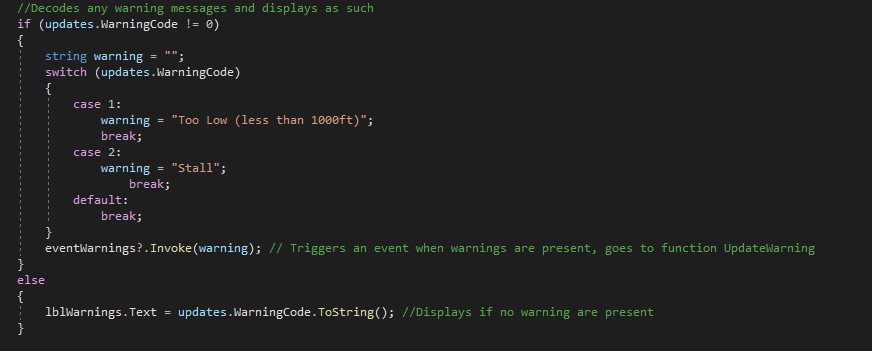 //Decodes any warning messages and displays as such
if (updates.WarningCode != 0)
{
    string warning = "";
    switch (updates.WarningCode)
    {
        case 1:
            warning = "Too Low (less than 1000ft)";
            break;
        case 2:
            warning = "Stall";
                break;
        default:
            break;
    }
    eventWarnings?.Invoke(warning); // Triggers an event when warnings are present, goes to function UpdateWarning
}
else
{
    lblWarnings.Text = updates.WarningCode.ToString(); //Displays if no warning are present
}